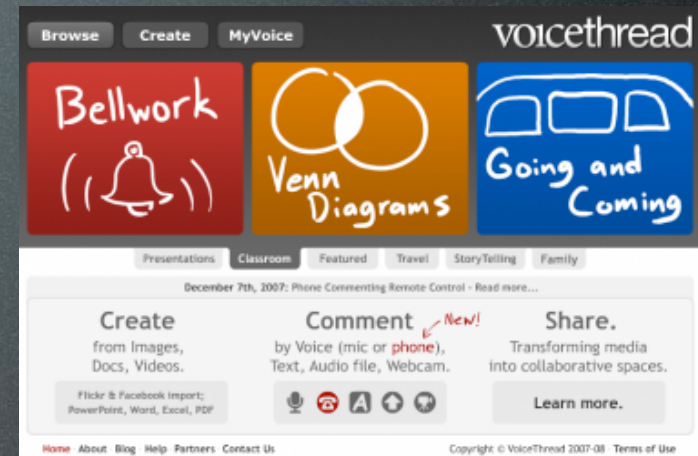 Browse Create MyVoice voicethread
Bellwork
Venn
Diagrams
Going and
Coming
Presentations Classroom Featured Travel StoryTelling Family
December 7th, 2007: Phone Commenting Remote Control - Read more...
Create
from Images,
Docs, Videos.
Flickr & Facebook import;
PowerPoint, Word, Excel, PDF
Comment New!
by Voice (mic or phone),
Text, Audio file, Webcam.
A
Share.
Transforming media
into collaborative spaces.
Learn more.
Home About Blog Help Partners Contact Us Copyright © VoiceThread 2007-08 Terms of Use